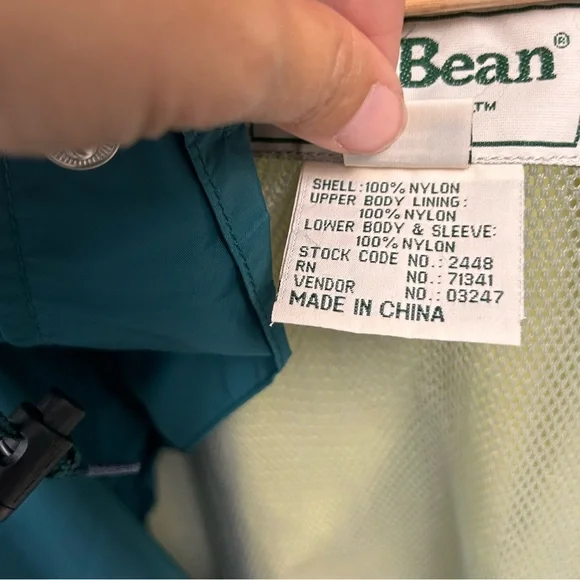 Bean®
™
SHELL:100% NYLON
UPPER BODY LINING:
100% NYLON
LOWER BODY & SLEEVE:
100% NYLON
STOCK CODE NO.: 2448
RN NO.: 71341
VENDOR NO.: 03247
MADE IN CHINA